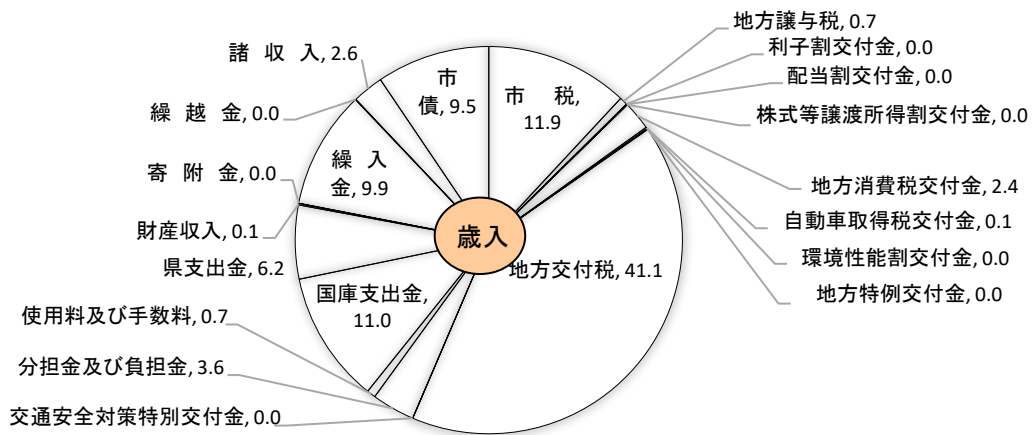 市　税,
11.9
地方譲与税, 0.7
利子割交付金, 0.0
配当割交付金, 0.0
株式等譲渡所得割交付金, 0.0
地方消費税交付金, 2.4
自動車取得税交付金, 0.1
環境性能割交付金, 0.0
地方特例交付金, 0.0
地方交付税, 41.1
交通安全対策特別交付金, 0.0
分担金及び負担金, 3.6
使用料及び手数料, 0.7
国庫支出金,
11.0
県支出金, 6.2
財産収入, 0.1
寄 附 金, 0.0
繰 入
金, 9.9
繰 越 金, 0.0
諸 収 入, 2.6
市
債, 9.5
歳入